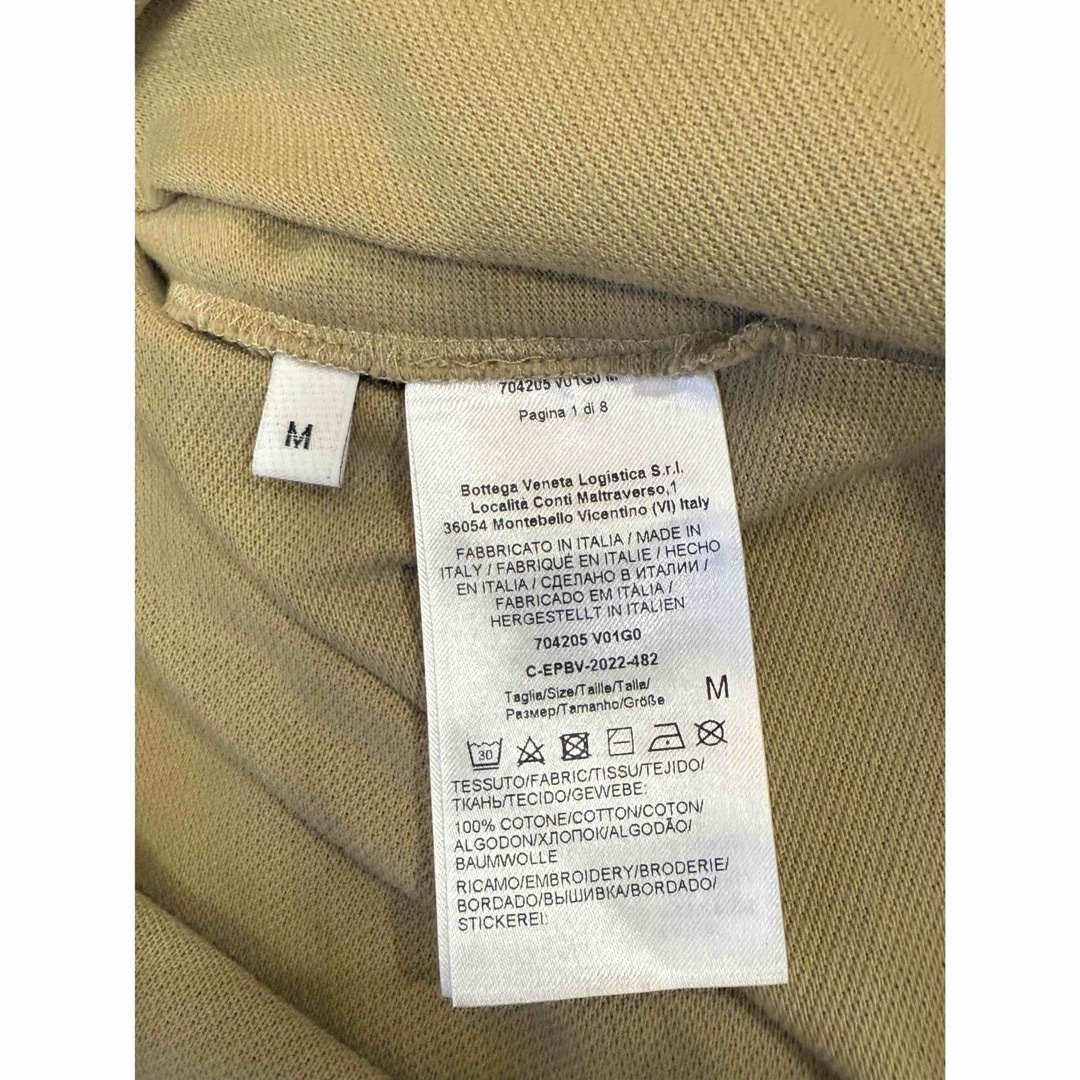 M
704205 V01G0 M
Pagina 1 di 8
Bottega Veneta Logistica S.r.l.
Località Conti Maltraverso,1
36054 Montebello Vicentino (VI) Italy
FABBRICATO IN ITALIA / MADE IN
ITALY / FABRIQUÉ EN ITALIE / HECHO
EN ITALIA / СДЕЛАНО В ИТАЛИИ /
FABRICADO EM ITÁLIA /
HERGESTELLT IN ITALIEN
704205 V01G0
C-EPBV-2022-482
Taglia/Size/Taille/Talla/
Размер/Tamanho/Größe
M
30
TESSUTO/FABRIC/TISSU/TEJIDO/
ТКАНЬ/TECIDO/GEWEBE:
100% COTONE/COTTON/COTON/
ALGODON/ХЛОПОК/ALGODÃO/
BAUMWOLLE
RICAMO/EMBROIDERY/BRODERIE/
BORDADO/ВЫШИВКА/BORDADO/
STICKEREI: